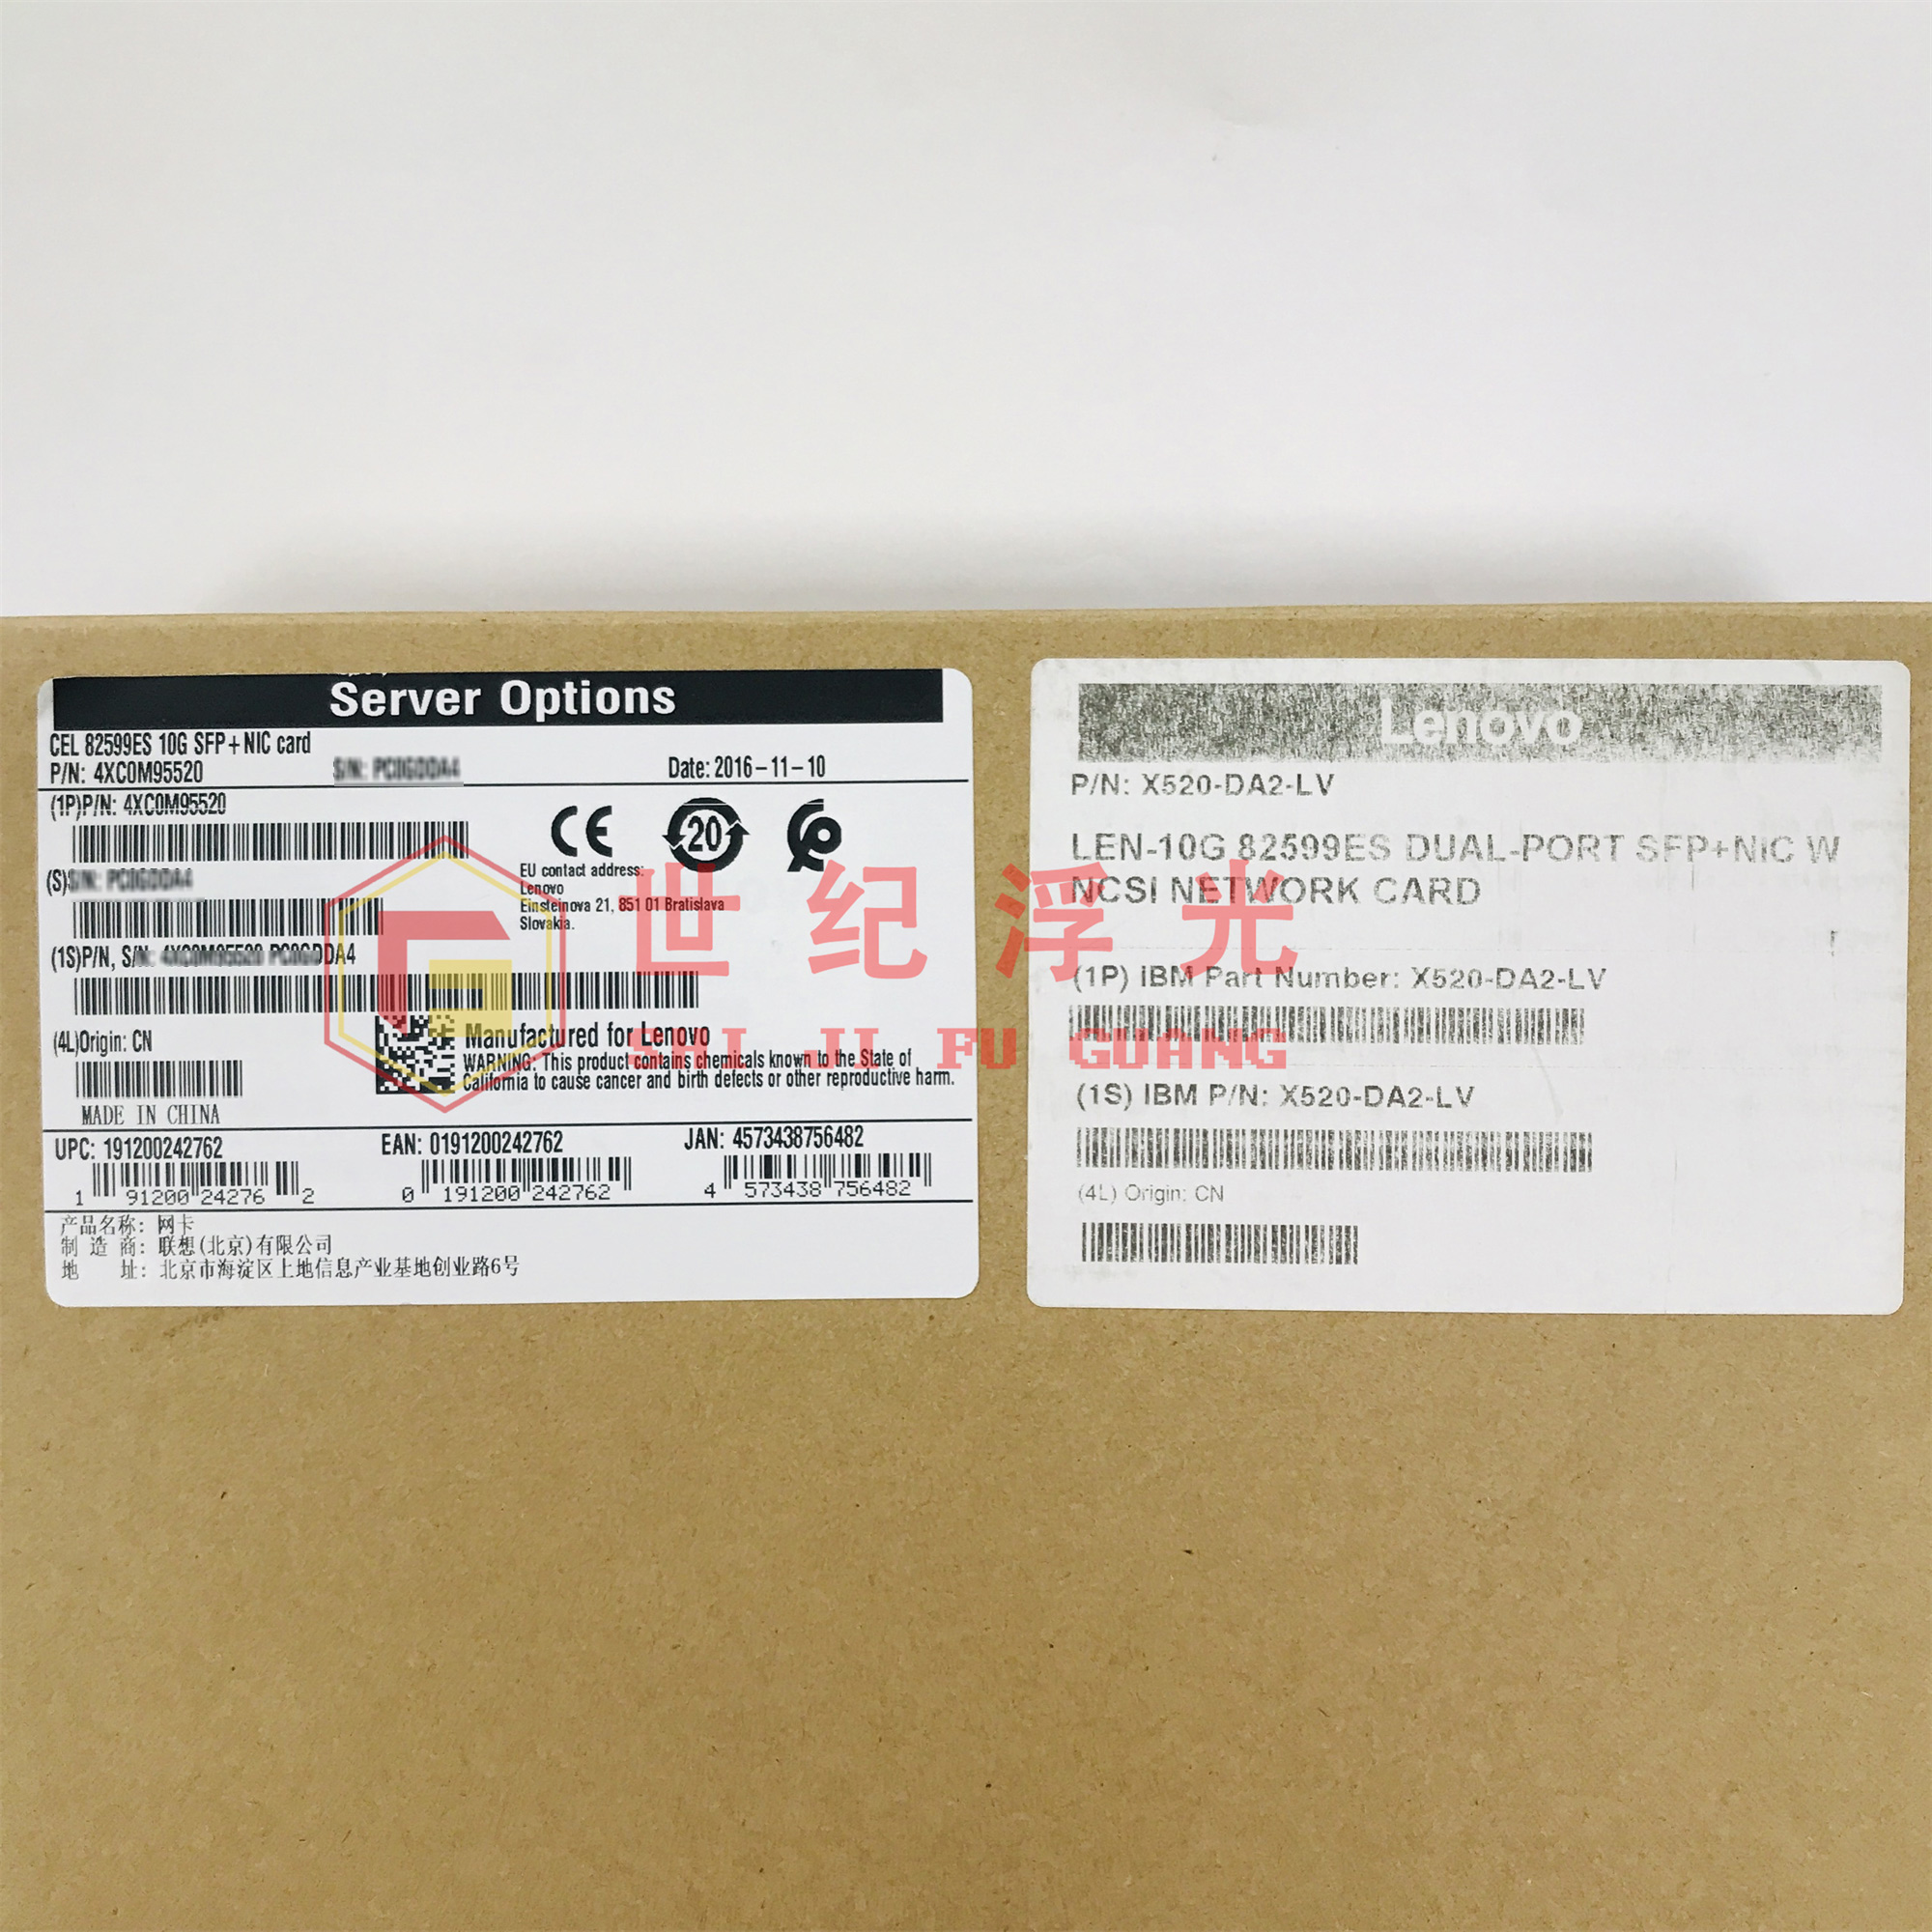 Server Options
CEL 82599ES 10G SFP+NIC card
P/N: 4XC0M95520
Date: 2016-11-10
(1P)P/N: 4XC0M95520
(S)
(1S)P/N, S/N: 4XC0M95520 DDA4
(4L)Origin: CN
MADE IN CHINA
CE
20
EU contact address:
Lenovo
Einsteinova 21, 851 01 Bratislava
Slovakia.
Manufactured for Lenovo
WARNING: This product contains chemicals known to the State of
California to cause cancer and birth defects or other reproductive harm.
UPC: 191200242762
1 91200 24276 2
EAN: 0191200242762
0 191200 242762
JAN: 4573438756482
4 573438 756482
产品名称: 网卡
制造商: 联想(北京)有限公司
地址: 北京市海淀区上地信息产业基地创业路6号
Lenovo
P/N: X520-DA2-LV
LEN-10G 82599ES DUAL-PORT SFP+NIC W
NCSI NETWORK CARD
(1P) IBM Part Number: X520-DA2-LV
(1S) IBM P/N: X520-DA2-LV
(4L) Origin: CN
世纪浮光
SHI JI FU GUANG